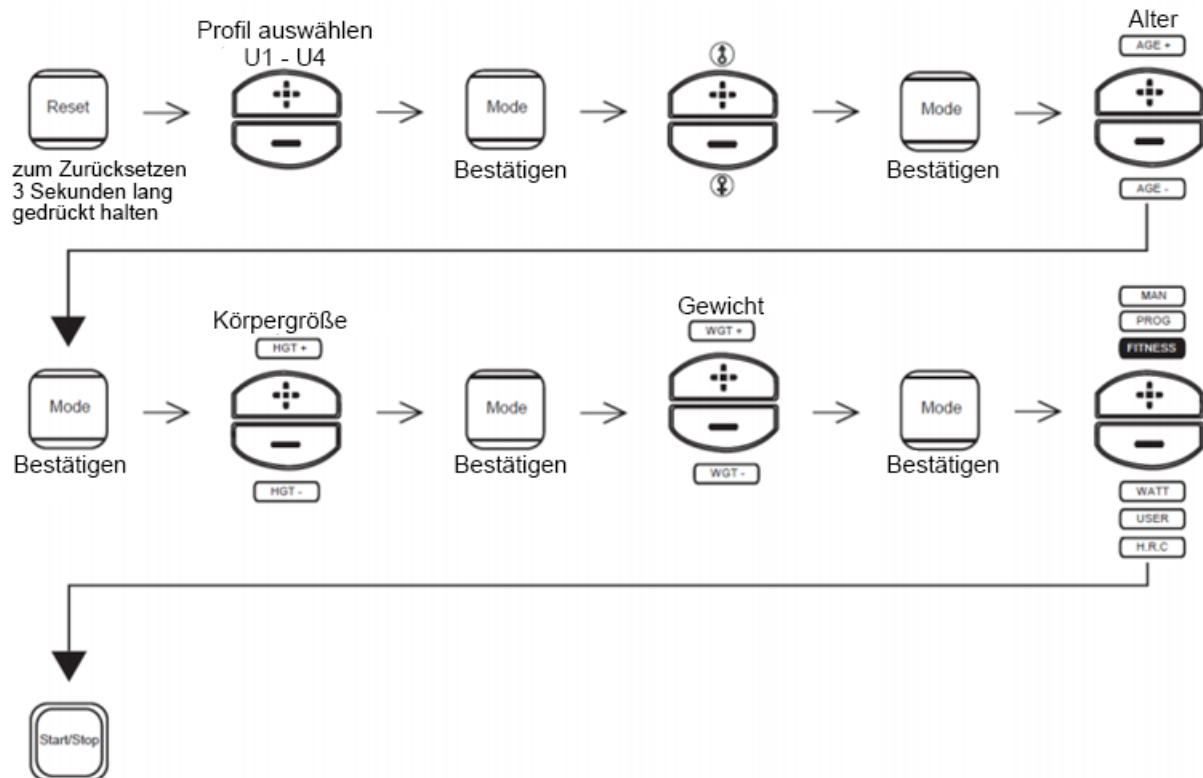 Profil auswählen
U1 - U4
Alter
AGE +
Reset
Mode
Mode
zum Zurücksetzen
3 Sekunden lang
gedrückt halten
Bestätigen
Bestätigen
AGE -
Körpergröße
HGT +
Gewicht
WGT +
MAN
PROG
FITNESS
Mode
Mode
Mode
Bestätigen
HGT -
Bestätigen
WGT -
Bestätigen
WATT
USER
H.R.C
Start/Stop